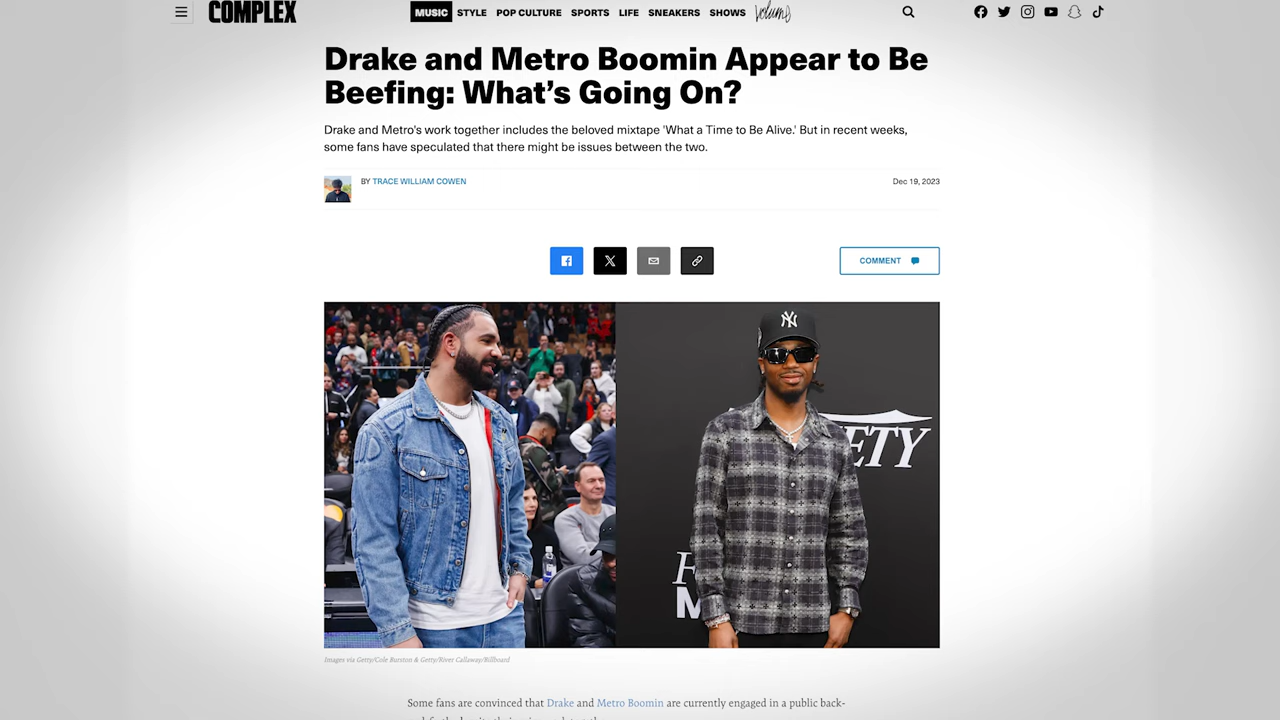 COMPLEX MUSIC STYLE POP CULTURE SPORTS LIFE SNEAKERS SHOWS Volume
Drake and Metro Boomin Appear to Be
Beefing: What's Going On?
Drake and Metro's work together includes the beloved mixtape 'What a Time to Be Alive.' But in recent weeks,
some fans have speculated that there might be issues between the two.
BY TRACE WILLIAM COWEN Dec 19, 2023
COMMENT
NY
ETY
M
Images via Getty/Cole Burston & Getty/River Callaway/Billboard
Some fans are convinced that Drake and Metro Boomin are currently engaged in a public back-